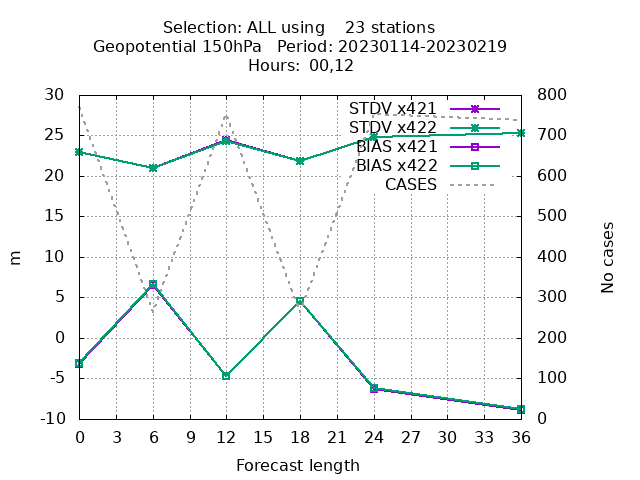 Selection: ALL using    23 stations
Geopotential 150hPa   Period: 20230114-20230219
Hours: 00,12
30 800
25 700
20 600
15 500
10 400
5 300
0 200
-5 100
-10 0
m
No cases
STDV x421
STDV x422
BIAS x421
BIAS x422
CASES
0 3 6 9 12 15 18 21 24 27 30 33 36
Forecast length